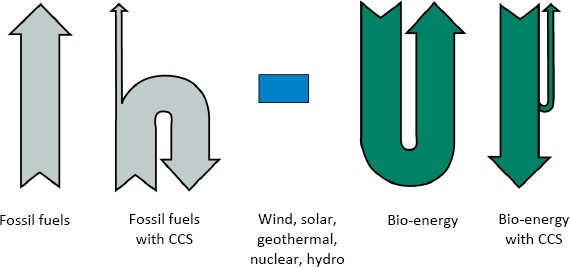 Fossil fuels
Fossil fuels
with CCS
Wind, solar,
geothermal,
nuclear, hydro
Bio-energy
Bio-energy
with CCS